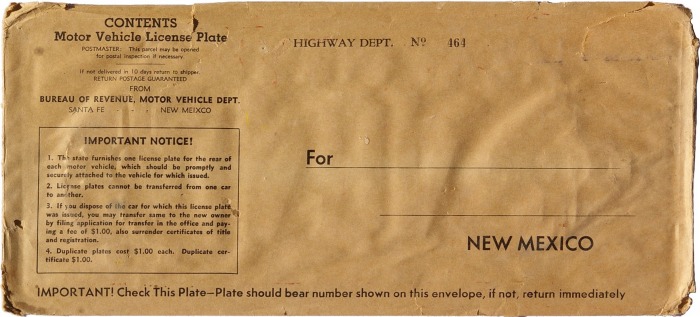 CONTENTS
Motor Vehicle License Plate
POSTMASTER: This parcel may be opened
for postal inspection if necessary.
If not delivered in 10 days return to shipper.
RETURN POSTAGE GUARANTEED
FROM
BUREAU OF REVENUE, MOTOR VEHICLE DEPT.
SANTA FE - - - NEW MEIXCO
HIGHWAY DEPT. Nº 464
IMPORTANT NOTICE!
1. The state furnishes one license plate for the rear of
each motor vehicle, which should be promptly and
securely attached to the vehicle for which issued.
2. License plates cannot be transferred from one car
to another.
3. If you dispose of the car for which this license plate
was issued, you may transfer same to the new owner
by filing application for transfer in the office and pay-
ing a fee of $1.00, also surrender certificates of title
and registration.
4. Duplicate plates cost $1.00 each. Duplicate cer-
tificate $1.00.
For
NEW MEXICO
IMPORTANT! Check This Plate—Plate should bear number shown on this envelope, if not, return immediately